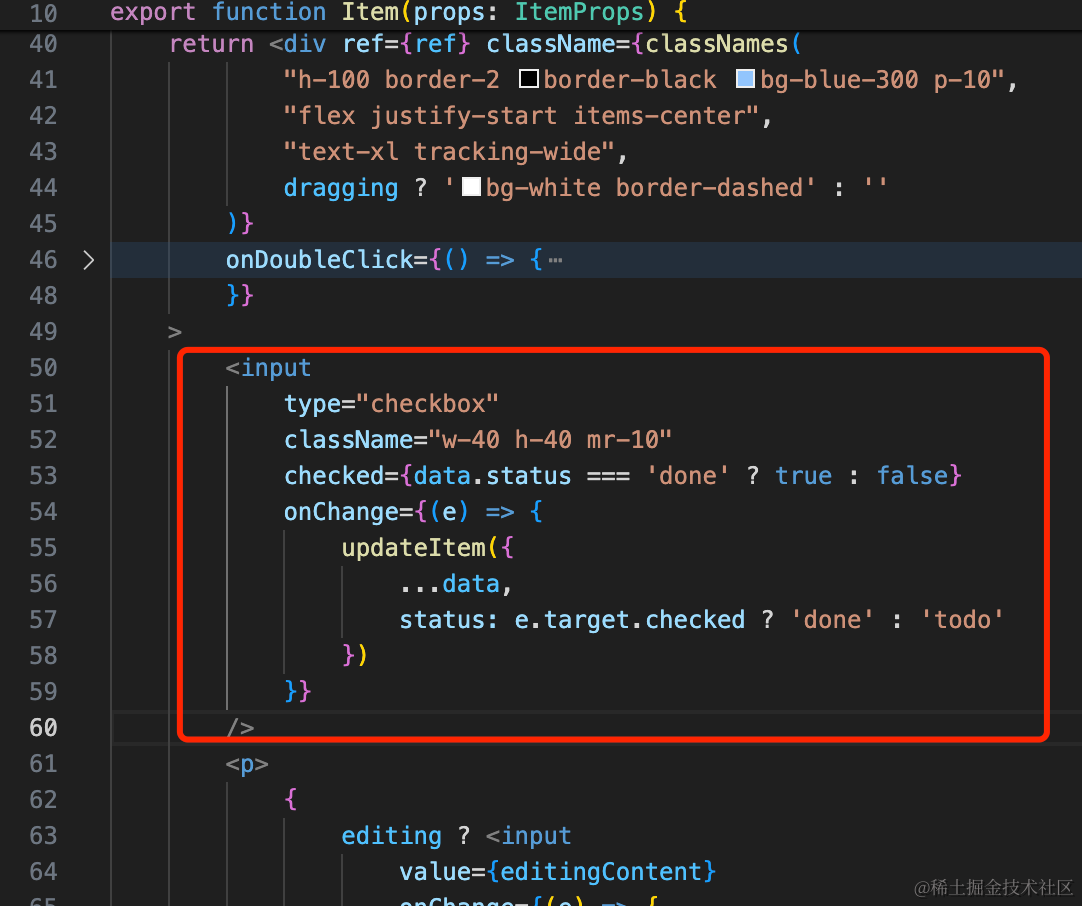 10 export function Item(props: ItemProps) {
40 return <div ref={ref} className={classNames(
41 "h-100 border-2 border-black bg-blue-300 p-10",
42 "flex justify-start items-center",
43 "text-xl tracking-wide",
44 dragging ? 'bg-white border-dashed' : ''
45 )}
46 onDoubleClick={() => { ⋯
48 }}
49 >
50 <input
51 type="checkbox"
52 className="w-40 h-40 mr-10"
53 checked={data.status === 'done' ? true : false}
54 onChange={(e) => {
55 updateItem({
56 ...data,
57 status: e.target.checked ? 'done' : 'todo'
58 })
59 }}
60 />
61 <p>
62 {
63 editing ? <input
64 value={editingContent}
65 onChange={(e) => {
@稀土掘金技术社区